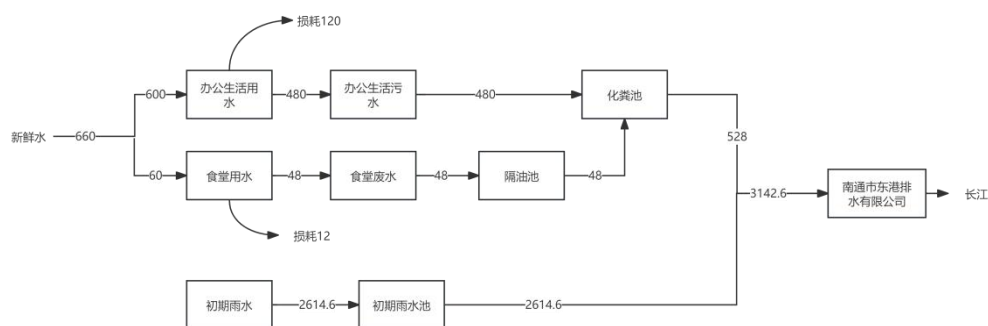 损耗120
新鲜水
660
600
办公生活用
水
480
办公生活污
水
480
化粪池
528
60
食堂用水
48
食堂废水
48
隔油池
48
损耗12
初期雨水
2614.6
初期雨水池
2614.6
3142.6
南通市东港排
水有限公司
长江